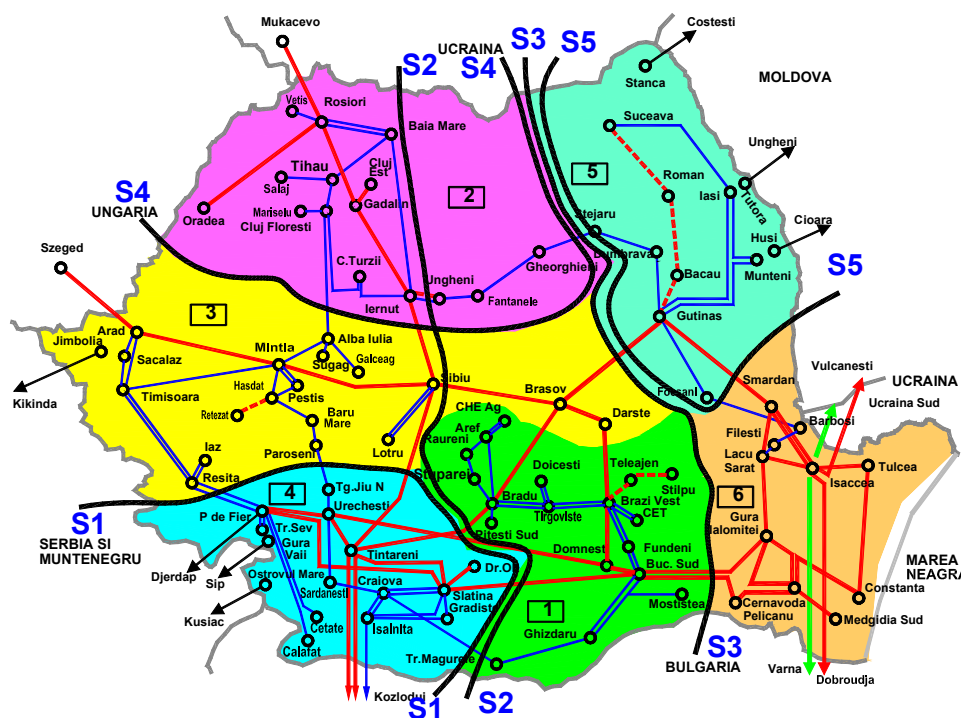 Mukacevo
Costesti
UCRAINA
S3
S5
S2
S4
MOLDOVA
Stanca
Vetis
Rosiori
Baia Mare
Suceava
Ungheni
Tihau
Cluj
Est
Salaj
Roman
5
Iasi
Tutora
2
S4
UNGARIA
Oradea
Mariselu
Cluj Floresti
Gadalin
Stejaru
Cioara
Husi
Szeged
C.Turzii
Ungheni
Gheorghieni
Dumbrava
Munteni
S5
Bacau
Iernut
Fantanele
3
Gutinas
Arad
Jimbolia
MIntIa
Alba Iulia
Sacalaz
Sugag
Galceag
Vulcanesti
UCRAINA
Ucraina Sud
Kikinda
Timisoara
Hasdat
Pestis
Sibiu
Brasov
Smardan
Focsani
Retezat
Baru
Mare
CHE Ag
Darste
Barbosi
Aref
Raureni
Filesti
Iaz
Paroseni
Lotru
Lacu
Sarat
Tulcea
Resita
Stuparei
Doicesti
Teleajen
Isaccea
4
Tg.Jiu N
Stilpu
6
S1
SERBIA SI
MUNTENEGRU
P de Fier
Urechesti
Bradu
Brazi Vest
Gura
Ialomitei
Tirgoviste
CET
Tr.Sev
Gura
Vaii
Pitesti Sud
Tintareni
Domnesti
Fundeni
Djerdap
Sip
Ostrovul Mare
Dr.Ol
Buc. Sud
MAREA
NEAGRA
Sardanesti
Craiova
Slatina
Gradiste
Constanta
Kusiac
1
Mostistea
Cernavoda
Pelicanu
Medgidia Sud
Cetate
IsalnIta
Ghizdaru
Calafat
S3
BULGARIA
Tr.Magurele
Varna
Dobroudja
Kozlodui
S1
S2